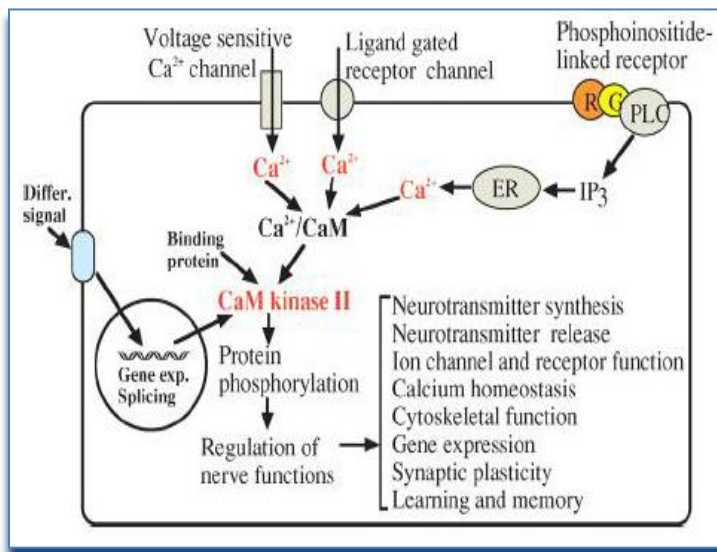 Voltage sensitive
Ca²⁺ channel
Ligand gated
receptor channel
Phosphoinositide-
linked receptor
R
G
PLC
Ca²⁺
Ca²⁺
Ca²⁺
ER
IP3
Differ.
signal
Ca²⁺/CaM
Binding
protein
CaM kinase II
Gene exp.
Splicing
Protein
phosphorylation
Regulation of
nerve functions
Neurotransmitter synthesis
Neurotransmitter release
Ion channel and receptor function
Calcium homeostasis
Cytoskeletal function
Gene expression
Synaptic plasticity
Learning and memory